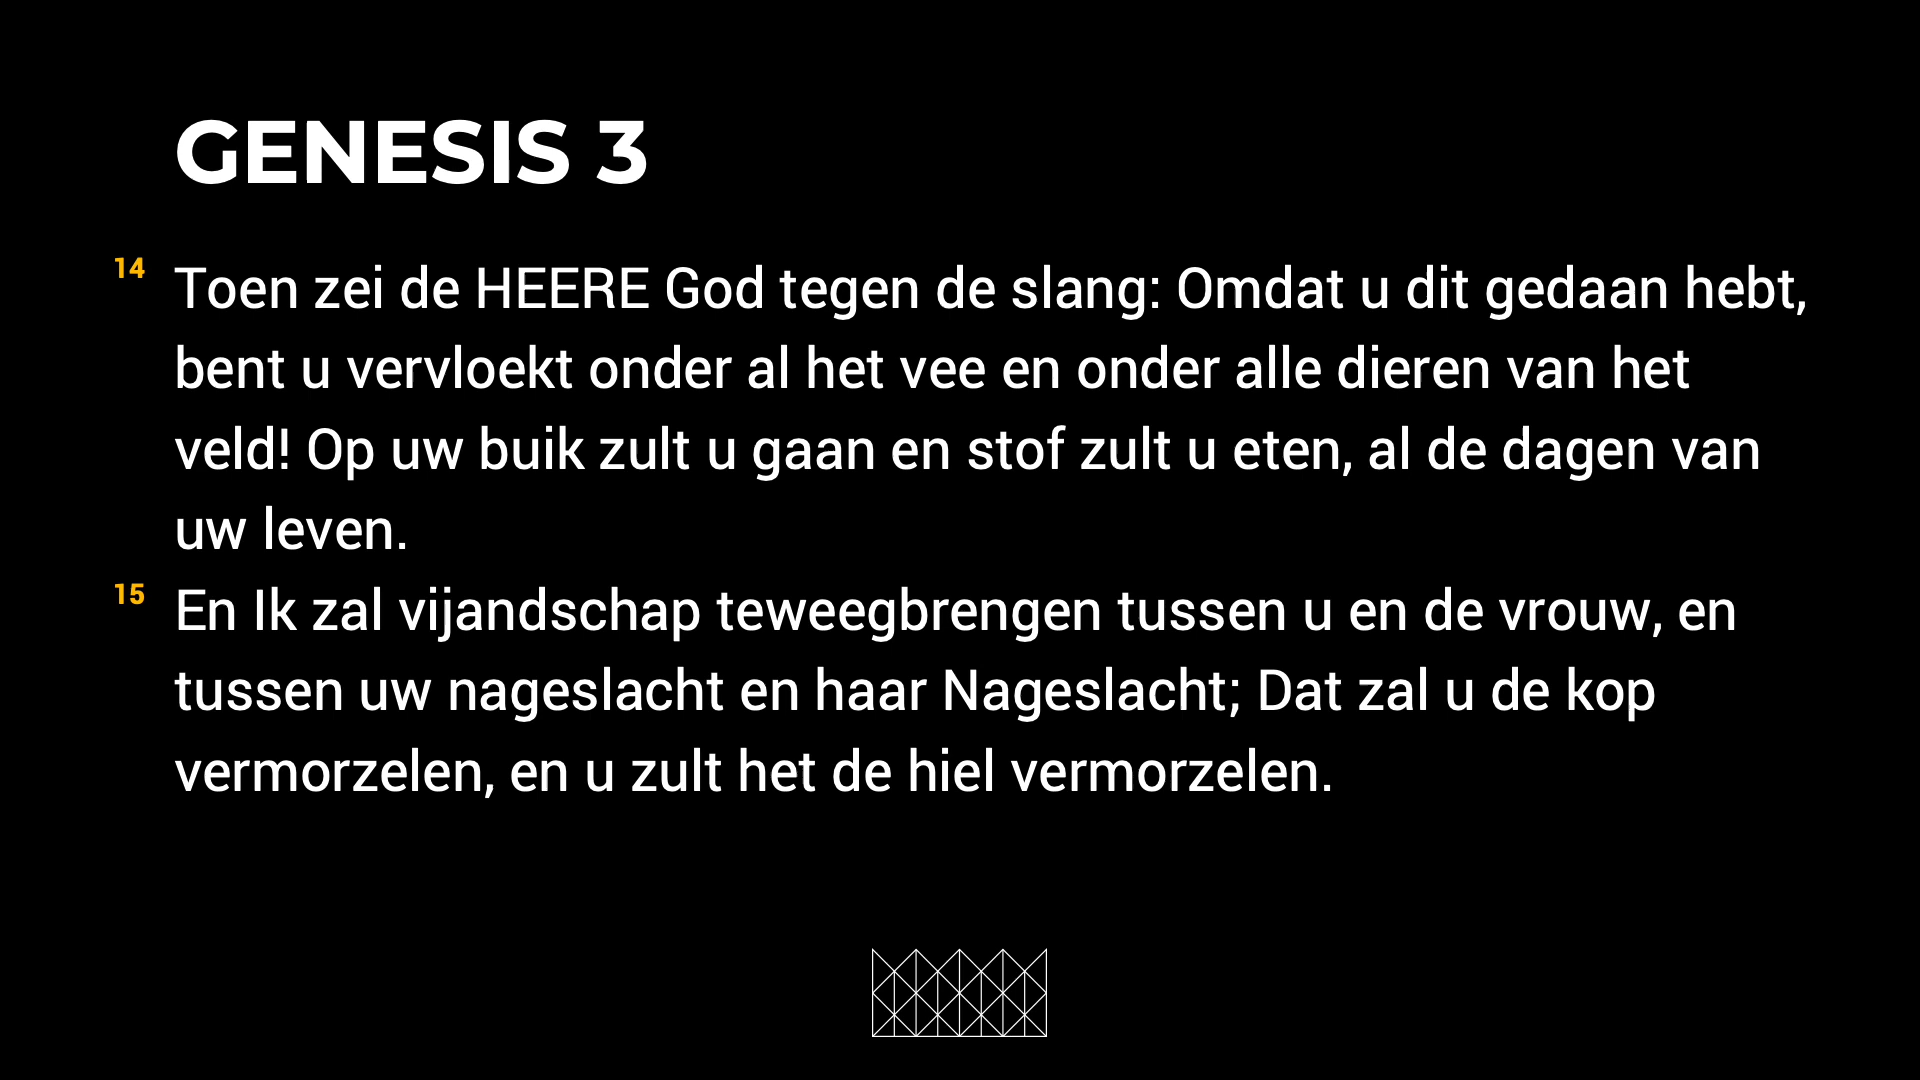 GENESIS 3
14 Toen zei de HEERE God tegen de slang: Omdat u dit gedaan hebt,
bent u vervloekt onder al het vee en onder alle dieren van het
veld! Op uw buik zult u gaan en stof zult u eten, al de dagen van
uw leven.
15 En Ik zal vijandschap teweegbrengen tussen u en de vrouw, en
tussen uw nageslacht en haar Nageslacht; Dat zal u de kop
vermorzelen, en u zult het de hiel vermorzelen.